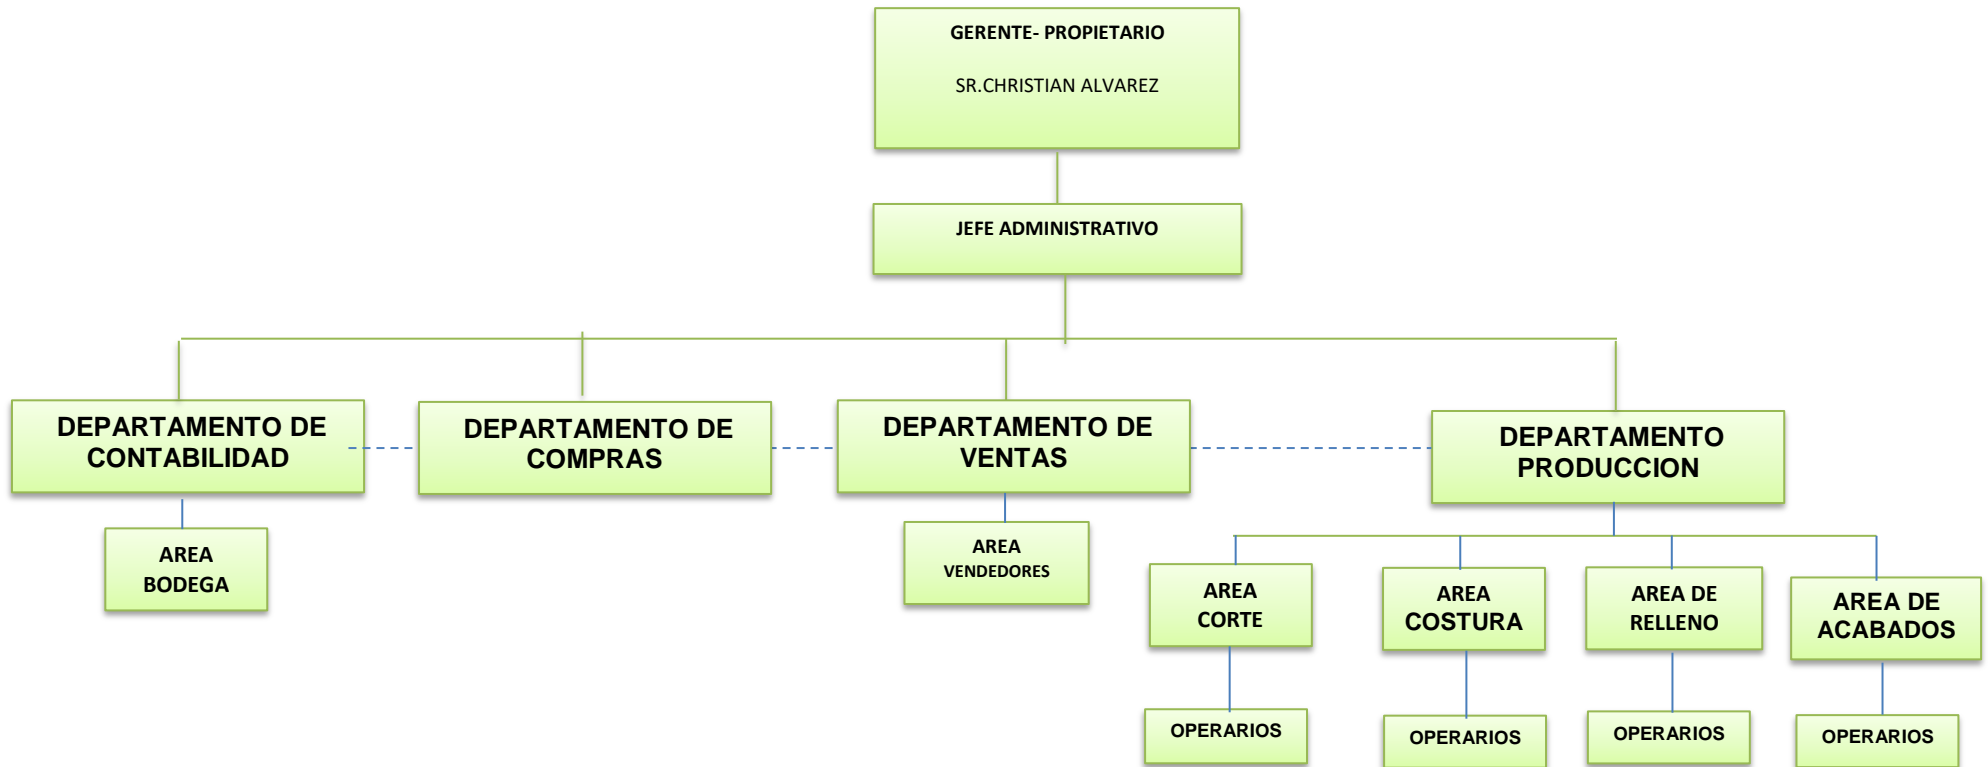 GERENTE- PROPIETARIO
SR.CHRISTIAN ALVAREZ
JEFE ADMINISTRATIVO
DEPARTAMENTO DE
CONTABILIDAD
DEPARTAMENTO DE
COMPRAS
DEPARTAMENTO DE
VENTAS
DEPARTAMENTO
PRODUCCION
AREA
BODEGA
AREA
VENDEDORES
AREA
CORTE
AREA
COSTURA
AREA DE
RELLENO
AREA DE
ACABADOS
OPERARIOS
OPERARIOS
OPERARIOS
OPERARIOS